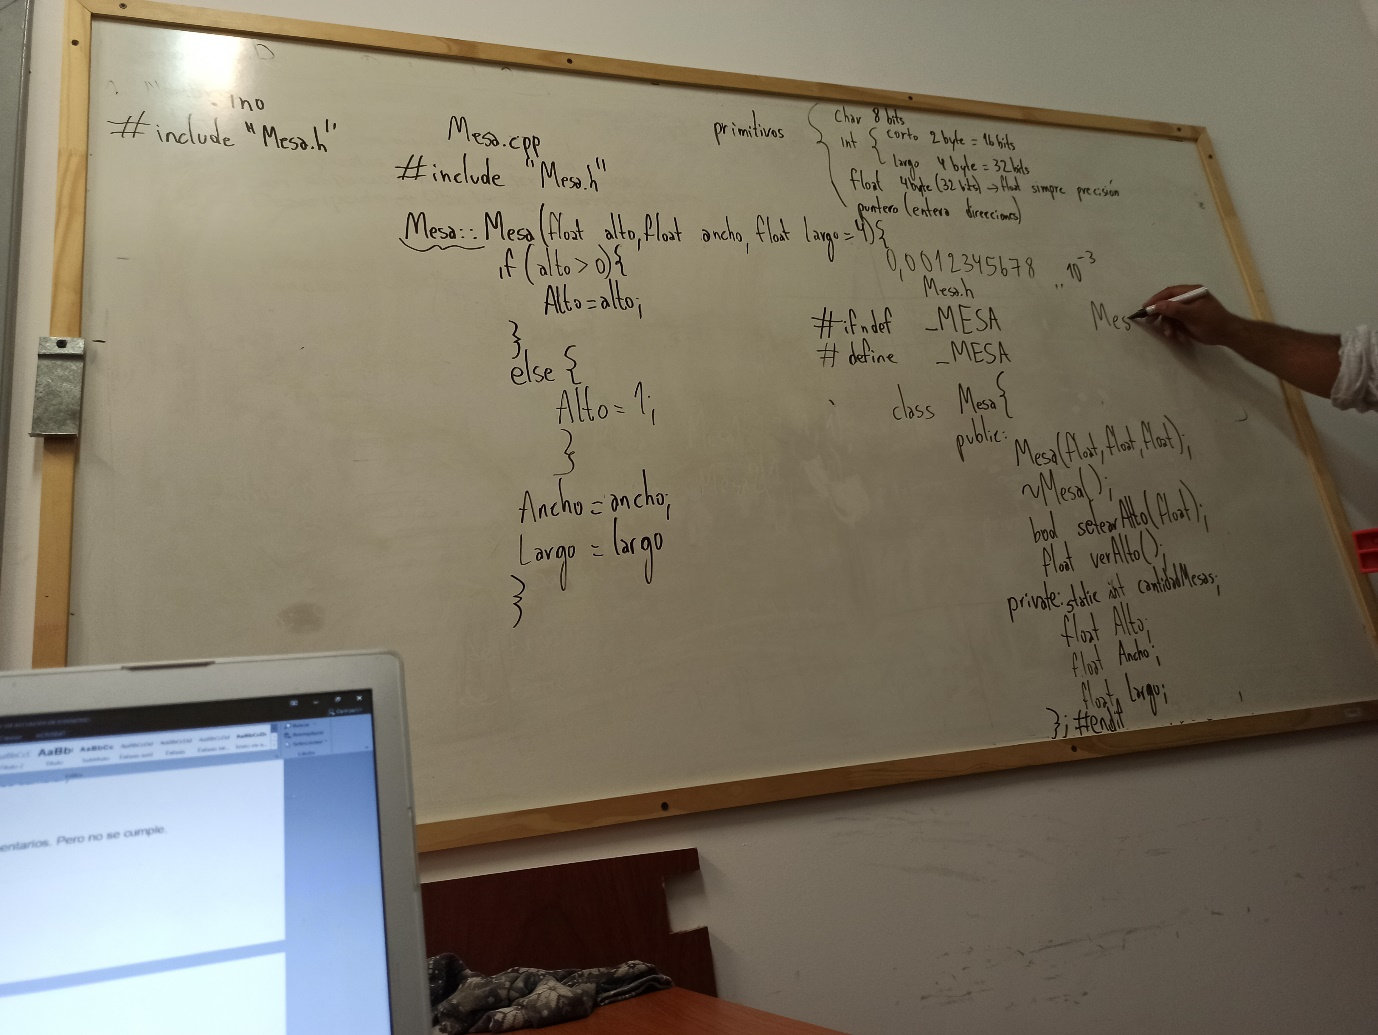 .ino
#include "Mesa.h"
Mesa.cpp
#include "Mesa.h"
Mesa::Mesa(float alto, float ancho, float largo=4){
if (alto>0){
Alto=alto;
}
else {
Alto=1;
}
Ancho=ancho;
Largo=largo
}
primitivos {
char 8 bits
int { corto 2 byte = 16 bits
largo 4 byte = 32 bits
float 4 byte (32 bits) → float simpre precisión
puntero (entera direcciones)
0,0012345678 .. 10⁻³
Mesa.h
#ifndef _MESA
#define _MESA
class Mesa{
public:
Mesa(float, float, float);
~Mesa();
bool setearAlto(float);
float verAlto();
private: static int cantidadMesas;
float Alto;
float Ancho;
float Largo;
}; #endif
Mes
AaBb
entarios. Pero no se cumple.